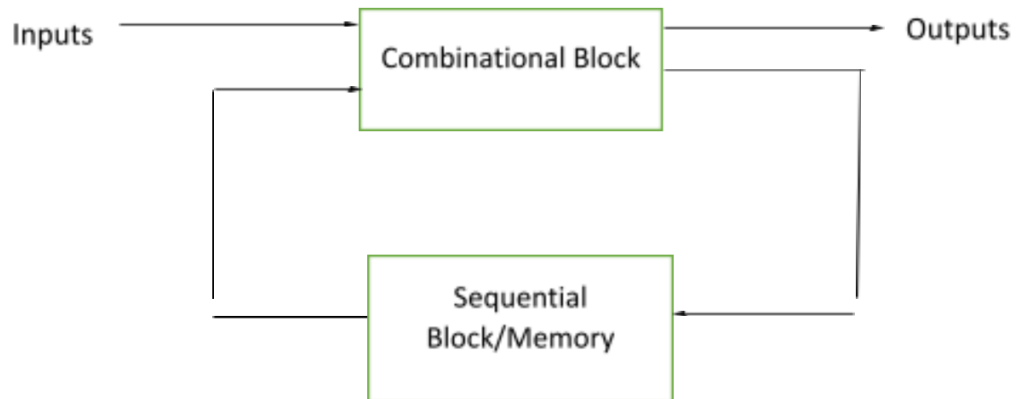 Inputs
Combinational Block
Outputs
Sequential
Block/Memory